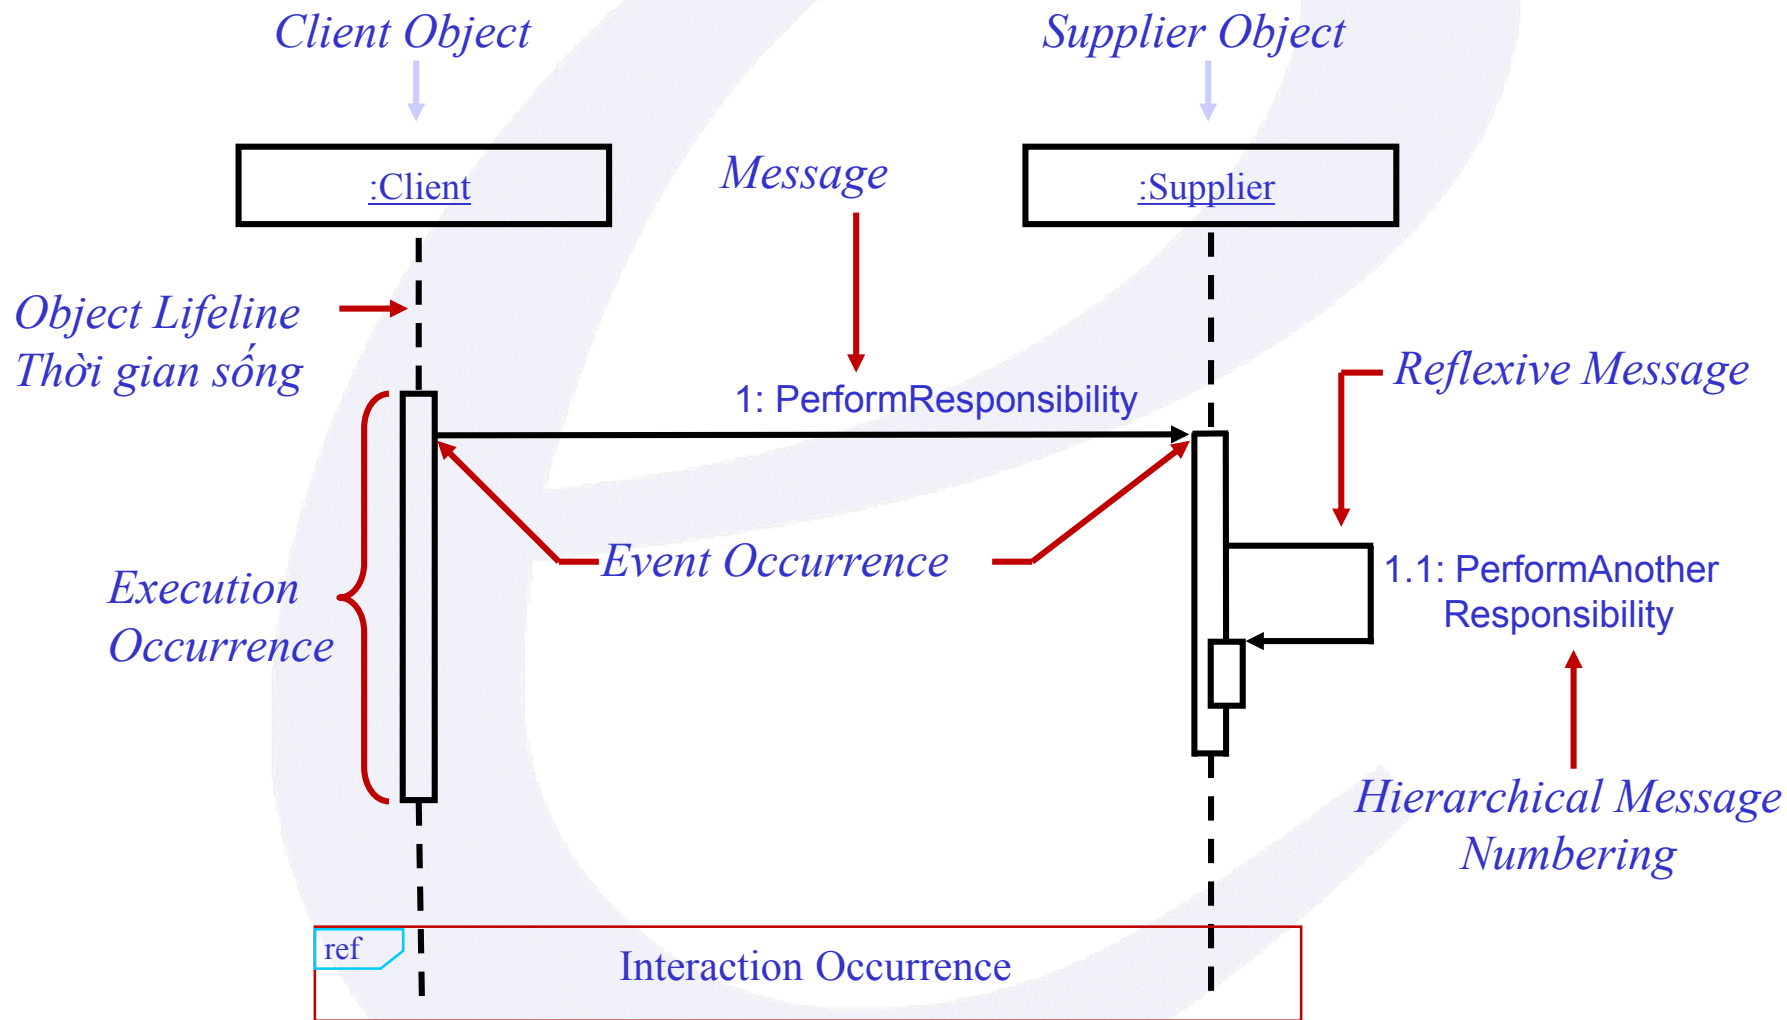 Client Object
Supplier Object
:Client
Message
:Supplier
Object Lifeline
Thời gian sống
1: PerformResponsibility
Reflexive Message
Event Occurrence
1.1: PerformAnother
Responsibility
Execution
Occurrence
Hierarchical Message
Numbering
ref
Interaction Occurrence